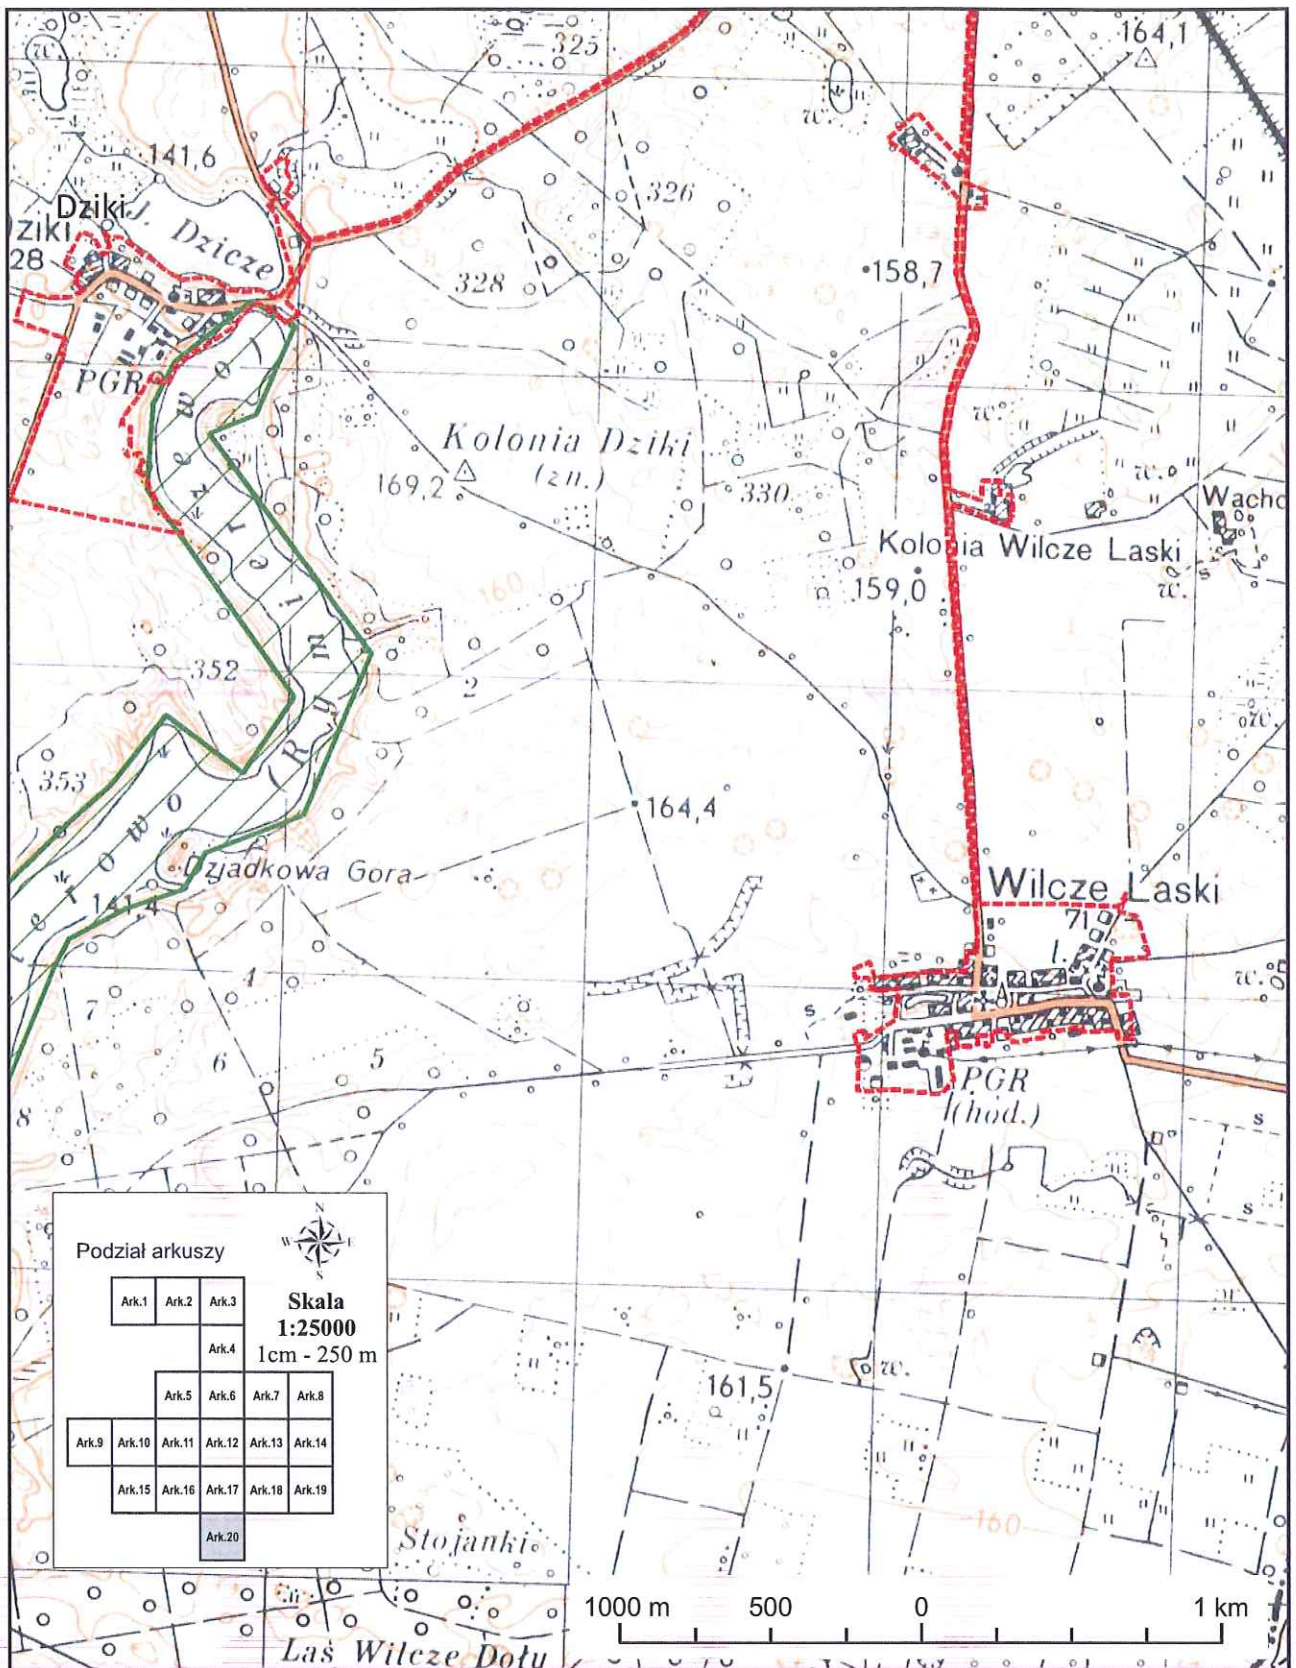 w.
325
164,1
141,6
w.
Dziki
J. Dzicze
326
ziki
28
158,7
328
PGR
Kolonia Dziki
(zn.)
w.
169,2
330
w.
Wacho
Kolonia Wilcze Laski
s
w.
160
159,0
352
2
(Rymierzewo)
w.
353
164,4
Dziadkowa Góra
141,4
Wilcze Laski
71
4
7
w.
s
6
5
8
PGR
(hod.)
s
s
Podział arkuszy
N
W
E
S
Ark.1
Ark.2
Ark.3
Skala
1:25000
1cm - 250 m
Ark.4
Ark.5
Ark.6
Ark.7
Ark.8
Ark.9
Ark.10
Ark.11
Ark.12
Ark.13
Ark.14
Ark.15
Ark.16
Ark.17
Ark.18
Ark.19
Ark.20
w.
161,5
160
Stojanki
1000 m
500
0
1 km
Las Wilcze Doły